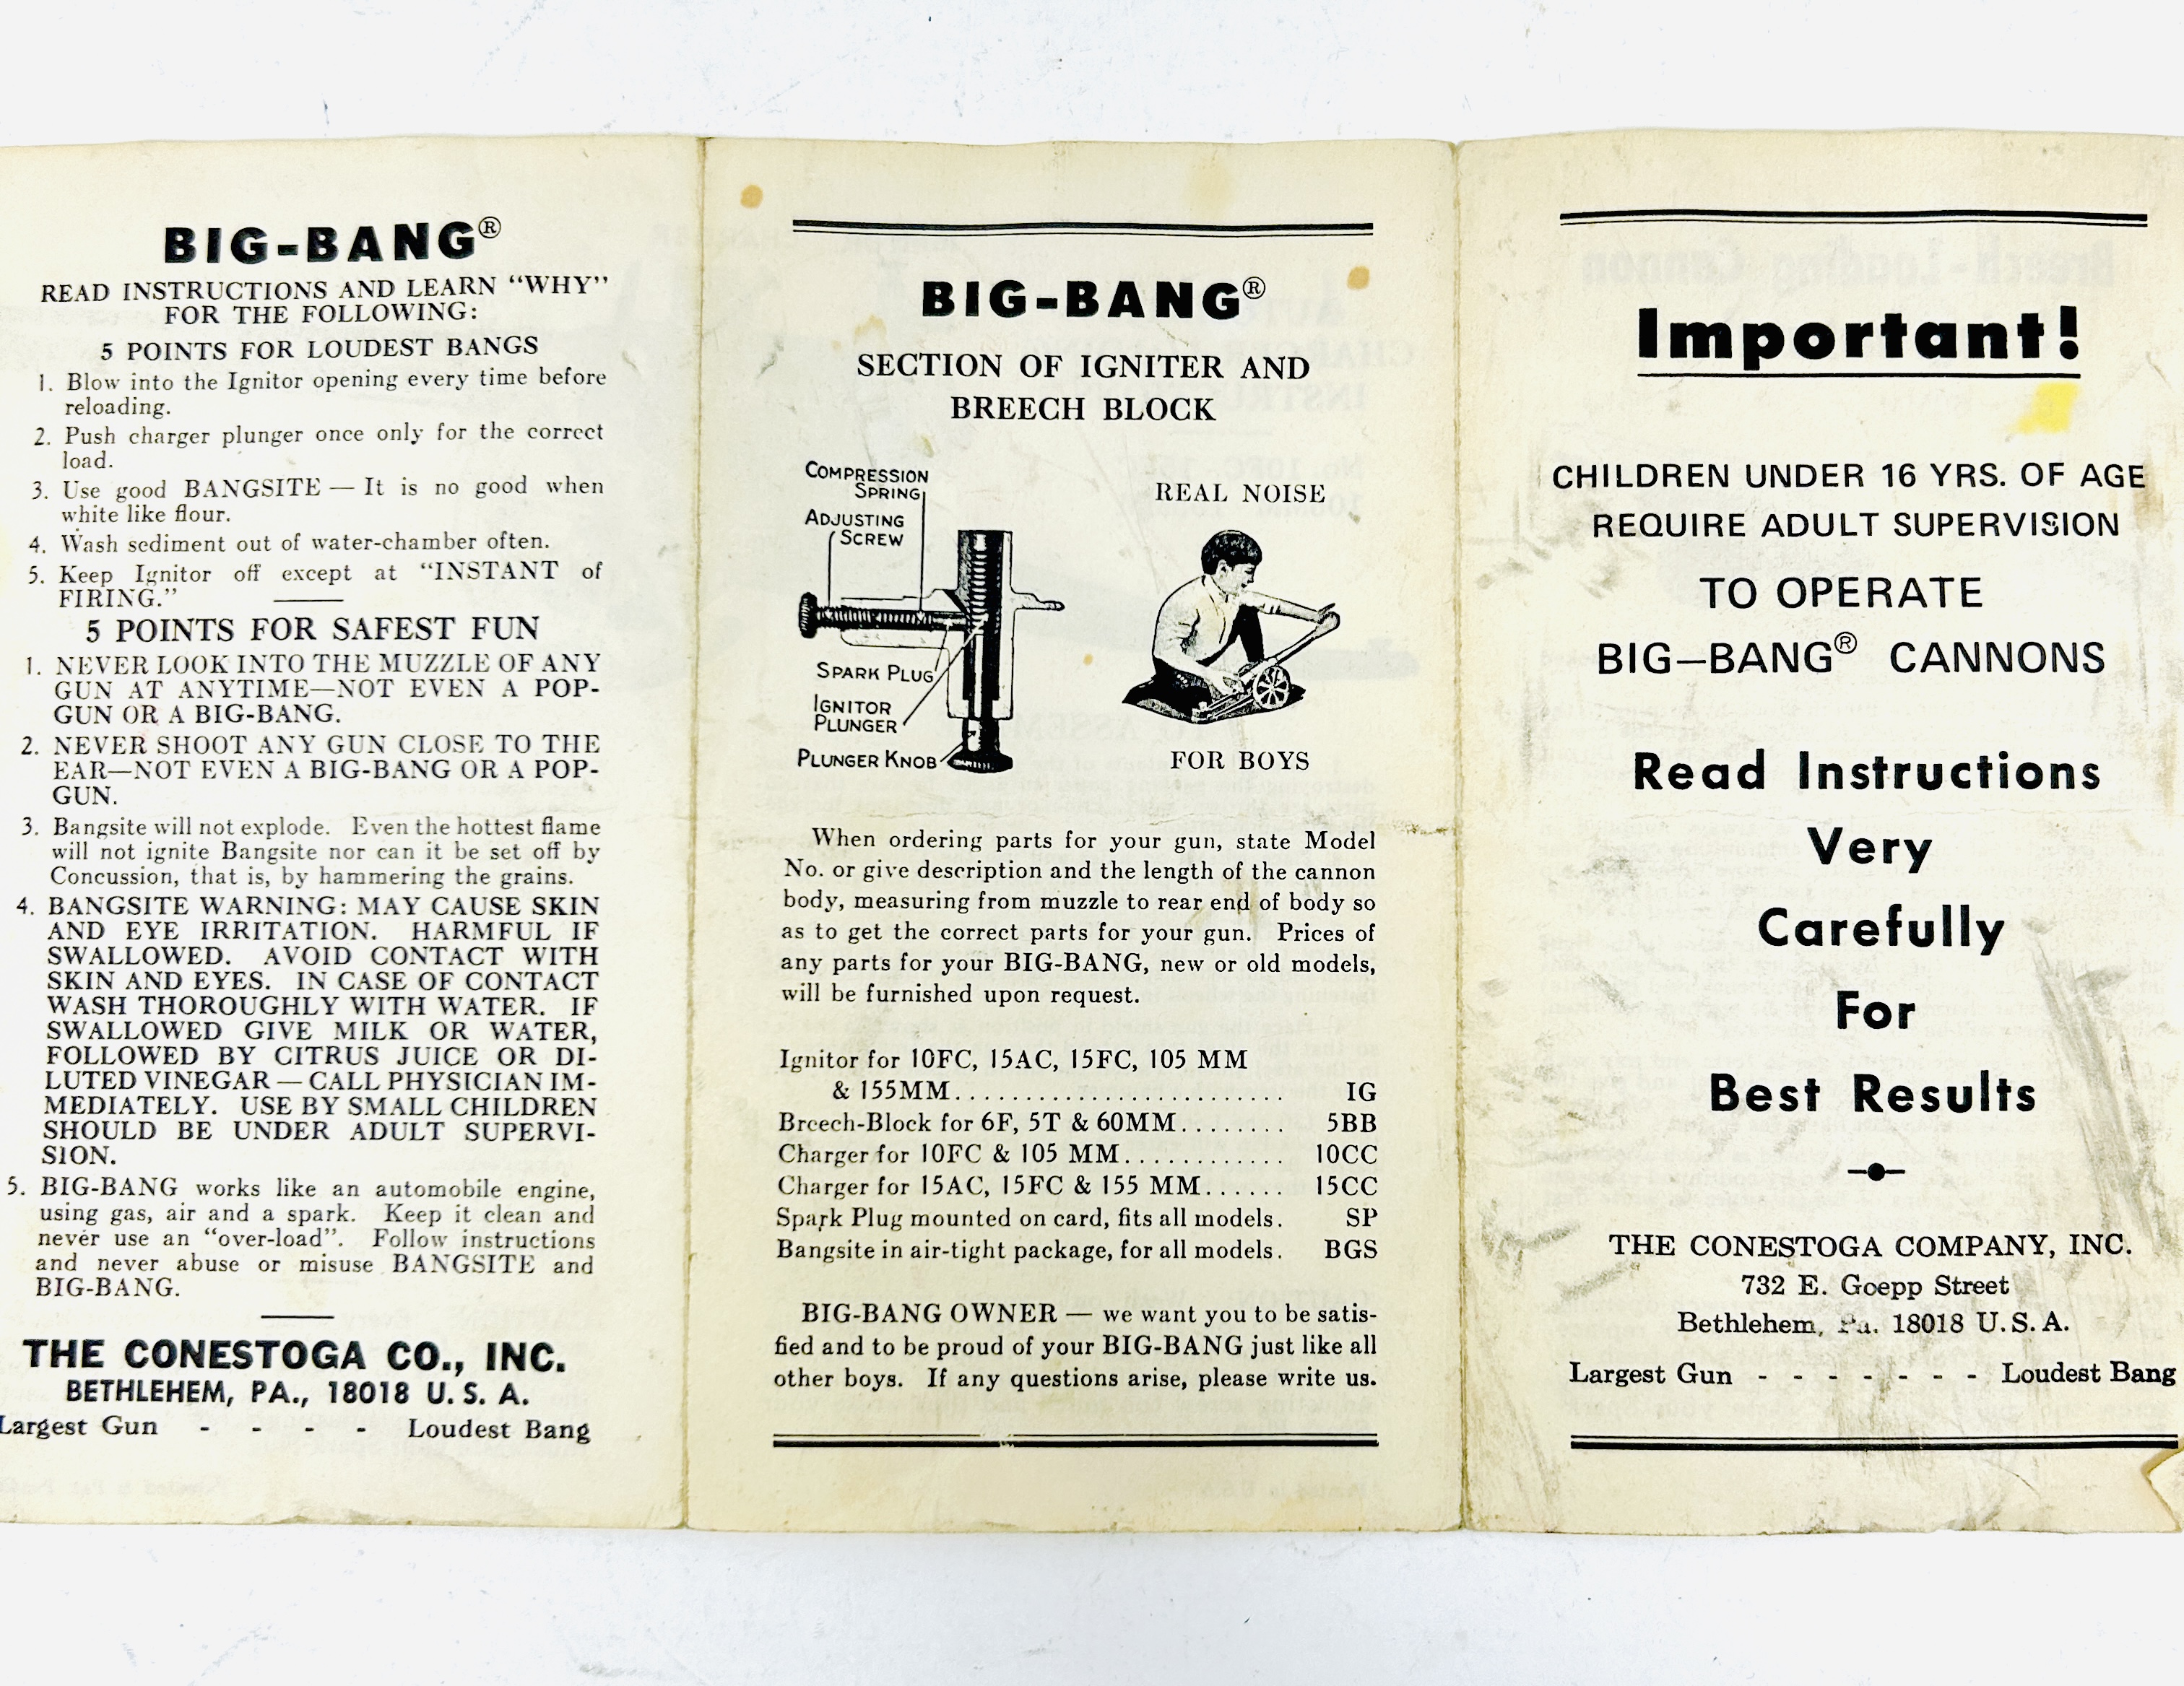 BIG-BANG®
READ INSTRUCTIONS AND LEARN "WHY"
FOR THE FOLLOWING:
5 POINTS FOR LOUDEST BANGS
1. Blow into the Ignitor opening every time before
reloading.
2. Push charger plunger once only for the correct
load.
3. Use good BANGSITE — It is no good when
white like flour.
4. Wash sediment out of water-chamber often.
5. Keep Ignitor off except at "INSTANT of
FIRING."
5 POINTS FOR SAFEST FUN
1. NEVER LOOK INTO THE MUZZLE OF ANY
GUN AT ANYTIME—NOT EVEN A POP-
GUN OR A BIG-BANG.
2. NEVER SHOOT ANY GUN CLOSE TO THE
EAR—NOT EVEN A BIG-BANG OR A POP-
GUN.
3. Bangsite will not explode. Even the hottest flame
will not ignite Bangsite nor can it be set off by
Concussion, that is, by hammering the grains.
4. BANGSITE WARNING: MAY CAUSE SKIN
AND EYE IRRITATION. HARMFUL IF
SWALLOWED. AVOID CONTACT WITH
SKIN AND EYES. IN CASE OF CONTACT
WASH THOROUGHLY WITH WATER. IF
SWALLOWED GIVE MILK OR WATER,
FOLLOWED BY CITRUS JUICE OR DI-
LUTED VINEGAR — CALL PHYSICIAN IM-
MEDIATELY. USE BY SMALL CHILDREN
SHOULD BE UNDER ADULT SUPERVI-
SION.
5. BIG-BANG works like an automobile engine,
using gas, air and a spark. Keep it clean and
never use an "over-load". Follow instructions
and never abuse or misuse BANGSITE and
BIG-BANG.
THE CONESTOGA CO., INC.
BETHLEHEM, PA., 18018 U. S. A.
Largest Gun - - - - Loudest Bang
BIG-BANG®
SECTION OF IGNITER AND
BREECH BLOCK
COMPRESSION
SPRING
ADJUSTING
SCREW
SPARK PLUG
IGNITOR
PLUNGER
PLUNGER KNOB
REAL NOISE
FOR BOYS
When ordering parts for your gun, state Model
No. or give description and the length of the cannon
body, measuring from muzzle to rear end of body so
as to get the correct parts for your gun. Prices of
any parts for your BIG-BANG, new or old models,
will be furnished upon request.
Ignitor for 10FC, 15AC, 15FC, 105 MM
& 155MM......................... IG
Breech-Block for 6F, 5T & 60MM........ 5BB
Charger for 10FC & 105 MM............ 10CC
Charger for 15AC, 15FC & 155 MM...... 15CC
Spark Plug mounted on card, fits all models. SP
Bangsite in air-tight package, for all models. BGS
BIG-BANG OWNER — we want you to be satis-
fied and to be proud of your BIG-BANG just like all
other boys. If any questions arise, please write us.
Important!
CHILDREN UNDER 16 YRS. OF AGE
REQUIRE ADULT SUPERVISION
TO OPERATE
BIG—BANG® CANNONS
Read Instructions
Very
Carefully
For
Best Results
THE CONESTOGA COMPANY, INC.
732 E. Goepp Street
Bethlehem, Pa. 18018 U. S. A.
Largest Gun - - - - - - - Loudest Bang